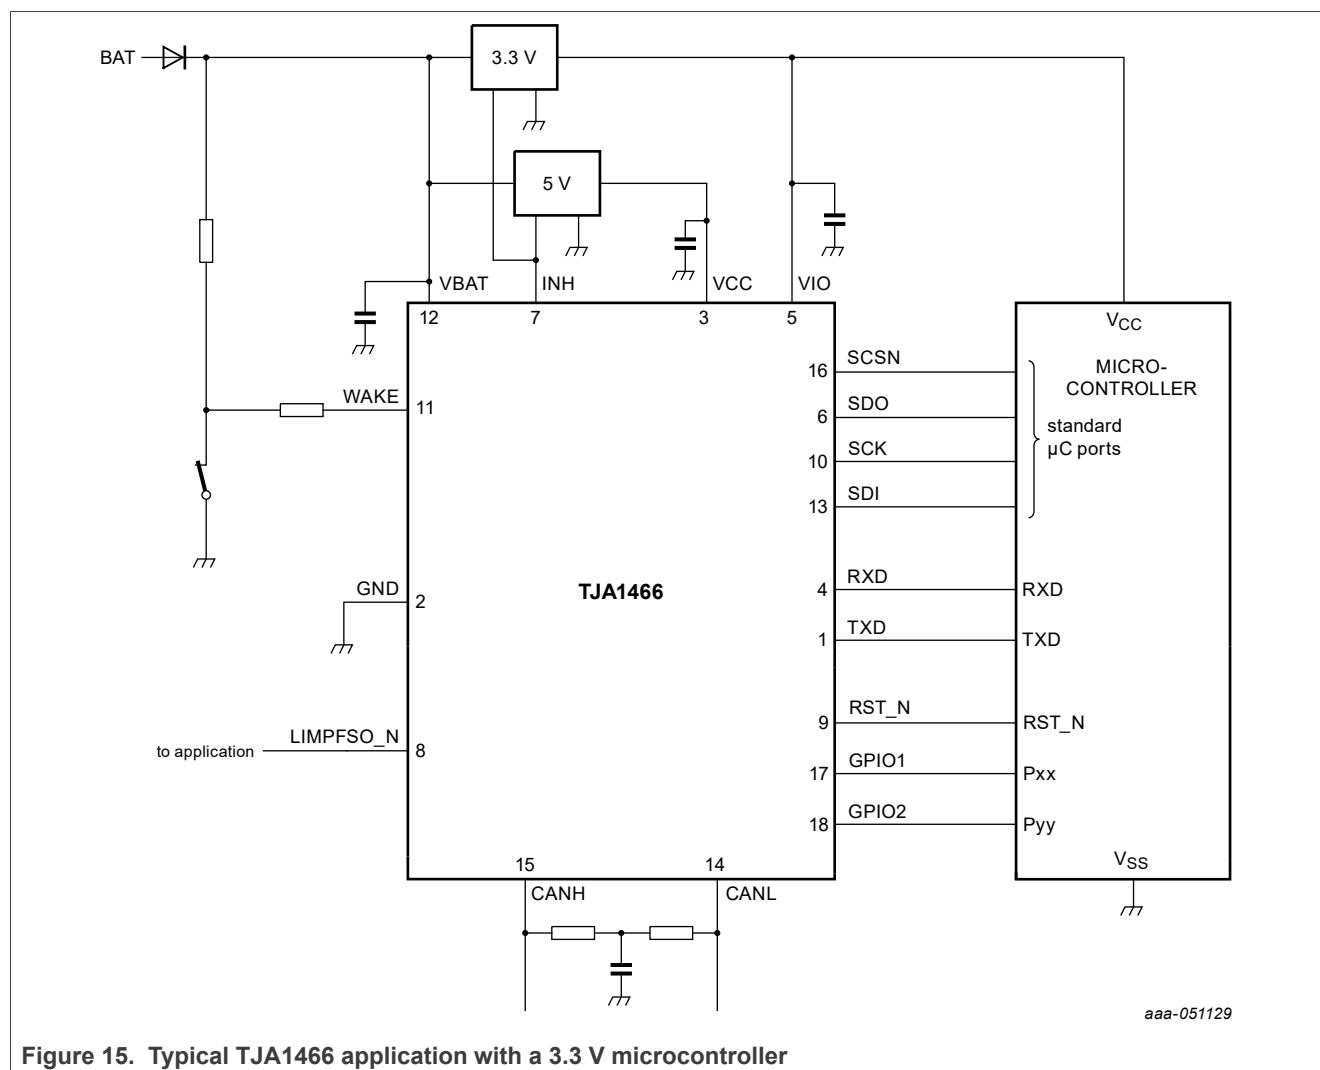 BAT
3.3 V
5 V
VBAT
INH
VCC
VIO
12
7
3
5
VCC
MICRO-
CONTROLLER
standard
µC ports
16
SCSN
6
SDO
10
SCK
13
SDI
WAKE
11
GND
2
TJA1466
4
RXD
RXD
1
TXD
TXD
9
RST_N
RST_N
to application
LIMPFSO_N
8
17
GPIO1
Pxx
18
GPIO2
Pyy
15
14
VSS
CANH
CANL
aaa-051129
Figure 15. Typical TJA1466 application with a 3.3 V microcontroller